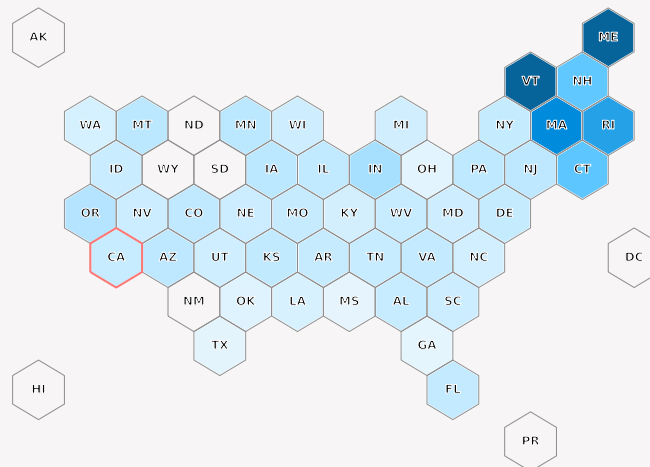 AK
ME
VT NH
WA MT ND MN WI MI NY MA RI
ID WY SD IA IL IN OH PA NJ CT
OR NV CO NE MO KY WV MD DE
CA AZ UT KS AR TN VA NC DC
NM OK LA MS AL SC
TX GA
HI FL
PR